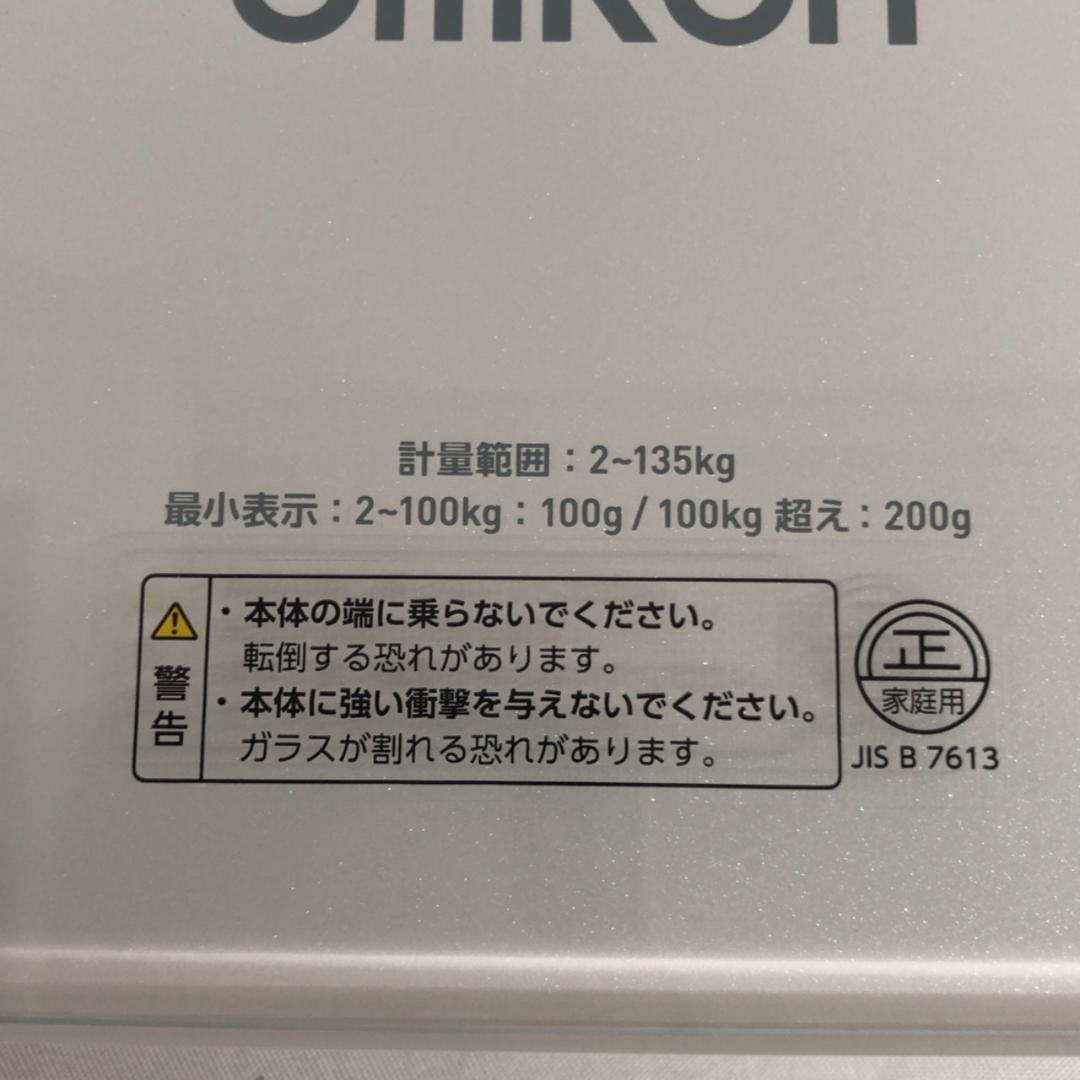 omron
計量範囲：2~135kg
最小表示：2~100kg：100g / 100kg 超え：200g
警告
・本体の端に乗らないでください。
転倒する恐れがあります。
・本体に強い衝撃を与えないでください。
ガラスが割れる恐れがあります。
正
家庭用
JIS B 7613